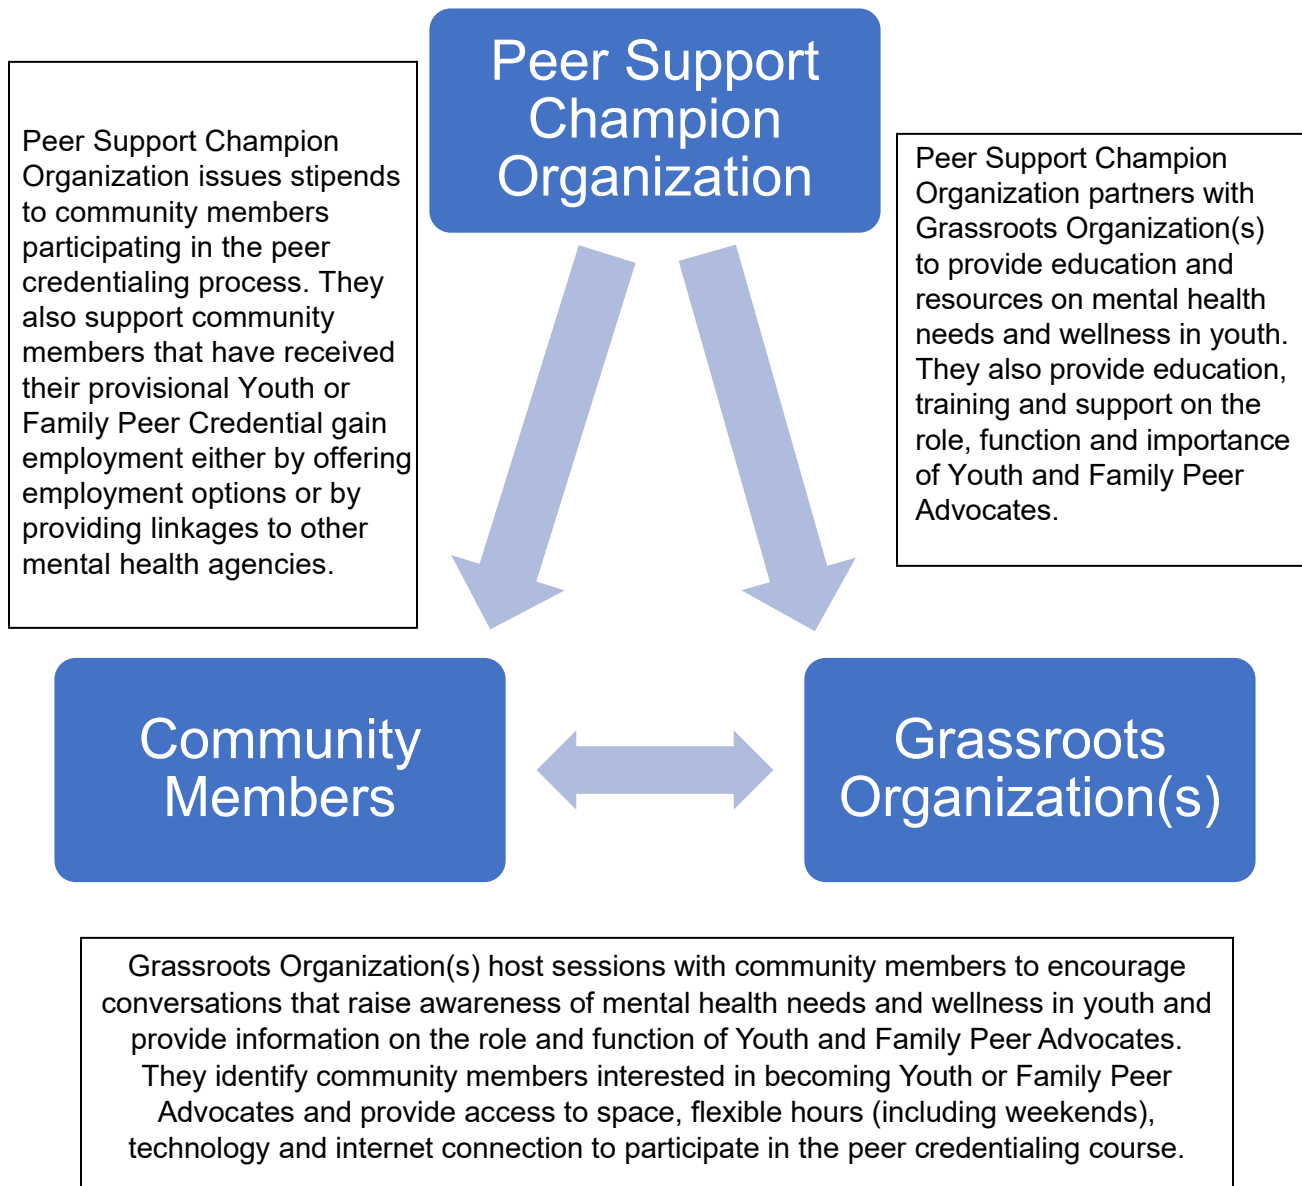 Peer Support
Champion
Organization
Peer Support Champion
Organization issues stipends
to community members
participating in the peer
credentialing process. They
also support community
members that have received
their provisional Youth or
Family Peer Credential gain
employment either by offering
employment options or by
providing linkages to other
mental health agencies.
Peer Support Champion
Organization partners with
Grassroots Organization(s)
to provide education and
resources on mental health
needs and wellness in youth.
They also provide education,
training and support on the
role, function and importance
of Youth and Family Peer
Advocates.
Community
Members
Grassroots
Organization(s)
Grassroots Organization(s) host sessions with community members to encourage
conversations that raise awareness of mental health needs and wellness in youth and
provide information on the role and function of Youth and Family Peer Advocates.
They identify community members interested in becoming Youth or Family Peer
Advocates and provide access to space, flexible hours (including weekends),
technology and internet connection to participate in the peer credentialing course.